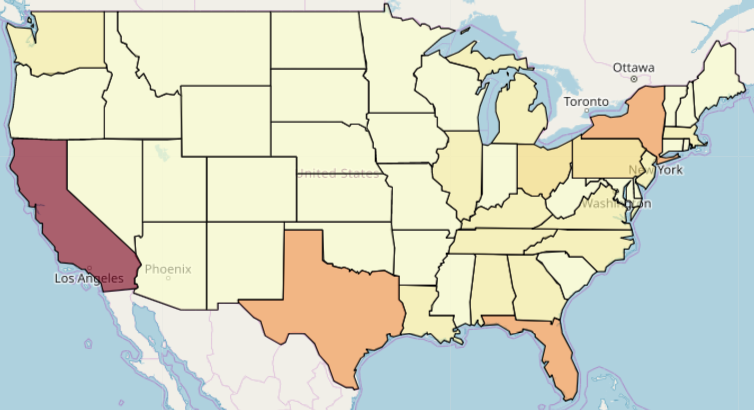 Ottawa
Toronto
United States
New York
Washington
Phoenix
Los Angeles